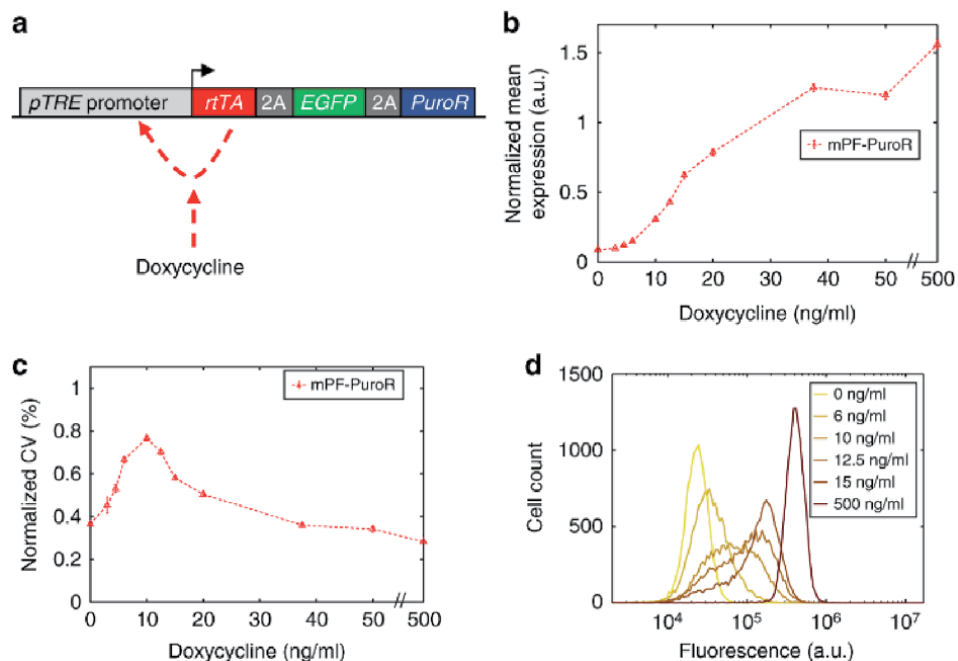 a
pTRE promoter rtTA 2A EGFP 2A PuroR
Doxycycline
b
Normalized mean
expression (a.u.)
1.5
1
0.5
0
mPF-PuroR
0 10 20 30 40 50 500
Doxycycline (ng/ml)
c
Normalized CV (%)
1
0.8
0.6
0.4
0.2
0
mPF-PuroR
0 10 20 30 40 50 500
Doxycycline (ng/ml)
d
Cell count
1500
1000
500
0
0 ng/ml
6 ng/ml
10 ng/ml
12.5 ng/ml
15 ng/ml
500 ng/ml
10⁴ 10⁵ 10⁶ 10⁷
Fluorescence (a.u.)